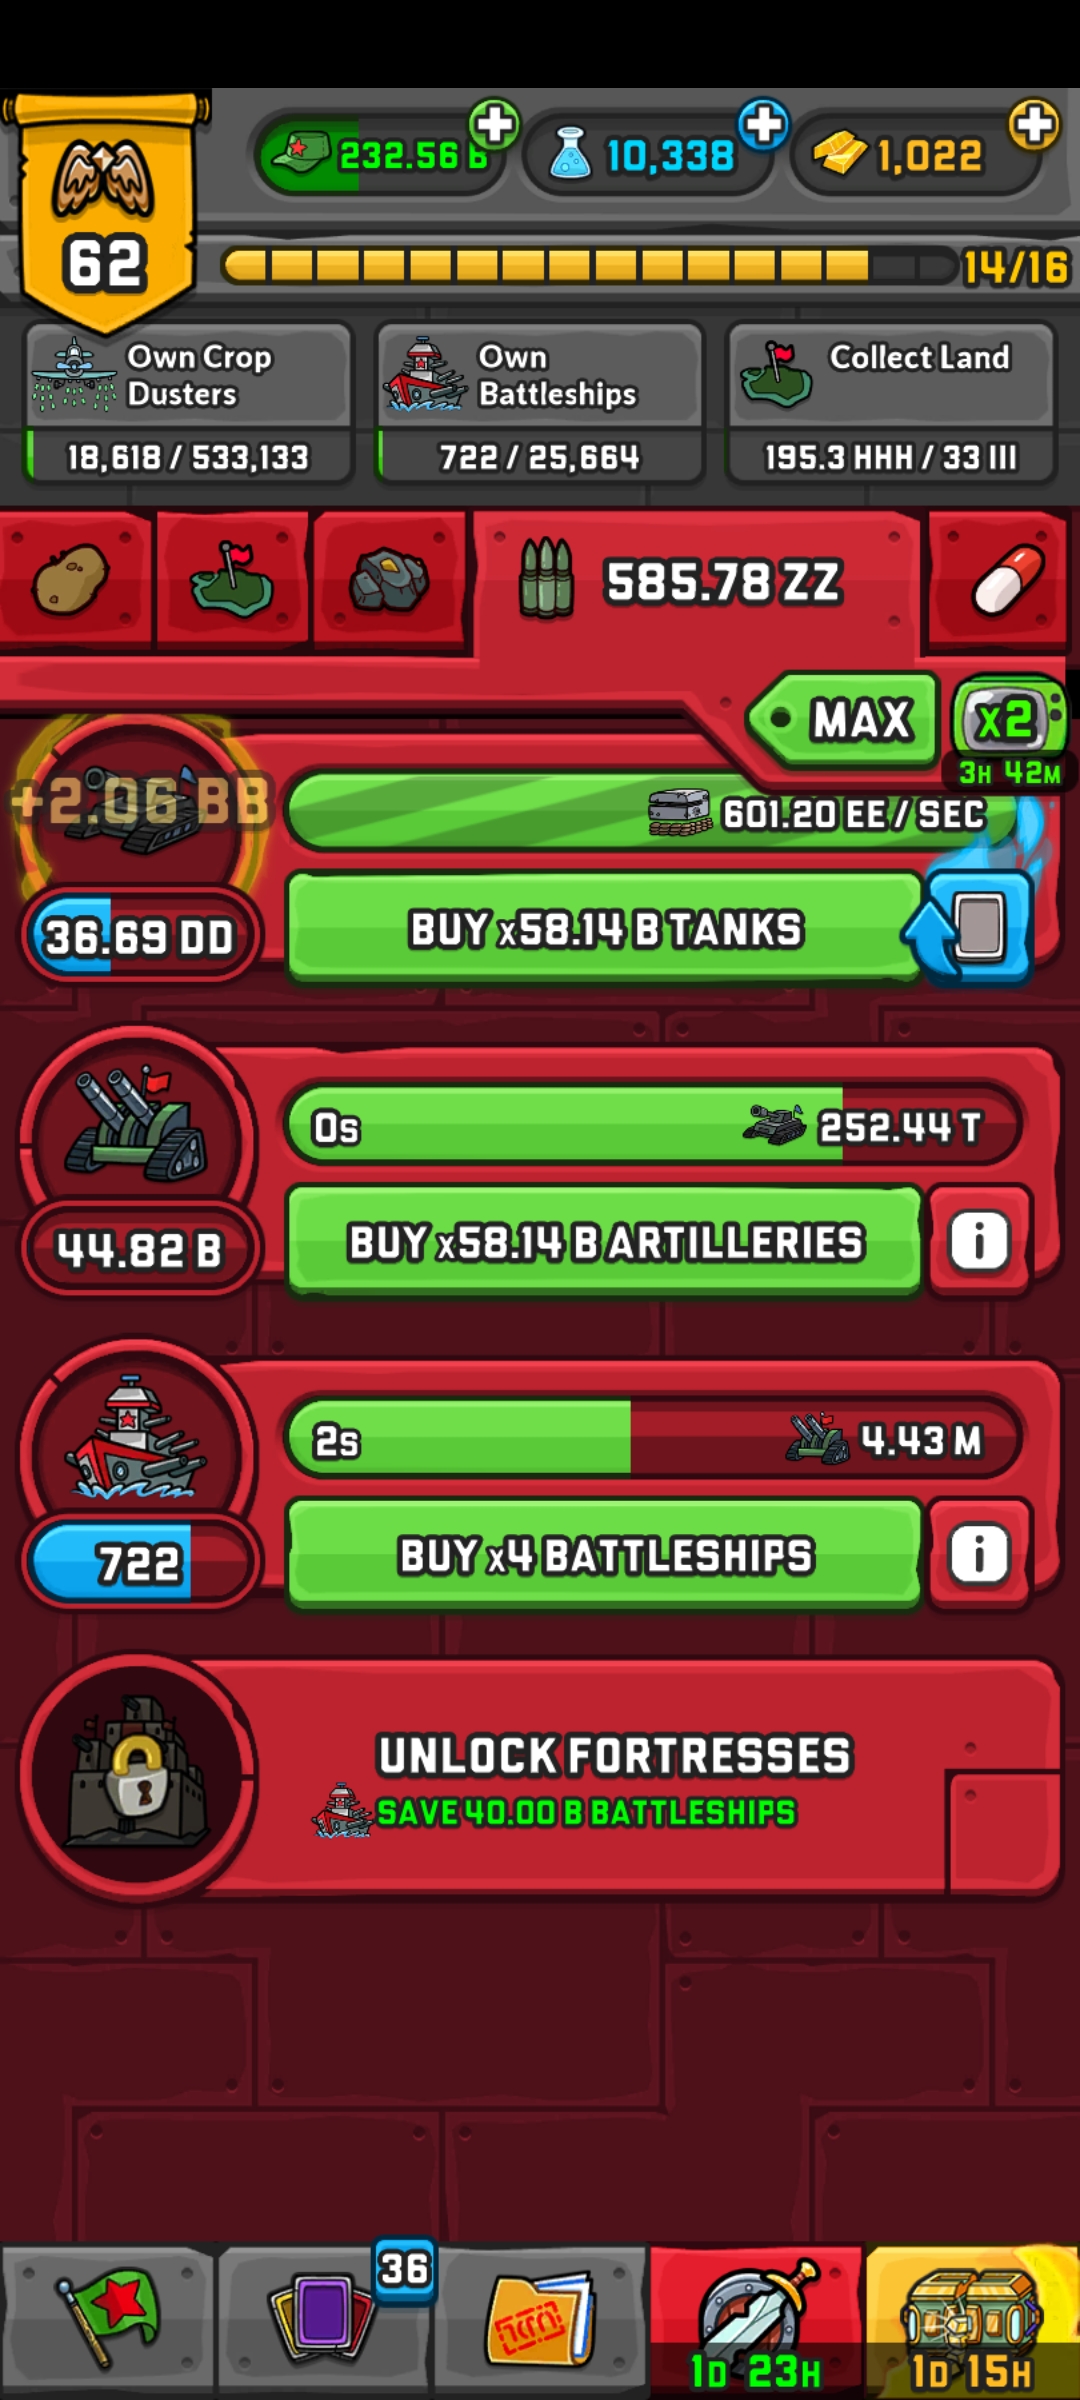 62
232.56 B
10,338
1,022
14/16
Own Crop
Dusters
18,618 / 533,133
Own
Battleships
722 / 25,664
Collect Land
195.3 HHH / 33 III
585.78 ZZ
MAX
x2
3H 42M
+2.06 BB
601.20 EE / SEC
36.69 DD
BUY x58.14 B TANKS
0s
252.44 T
44.82 B
BUY x58.14 B ARTILLERIES
i
2s
4.43 M
722
BUY x4 BATTLESHIPS
i
UNLOCK FORTRESSES
SAVE 40.00 B BATTLESHIPS
36
1D 23H
1D 15H